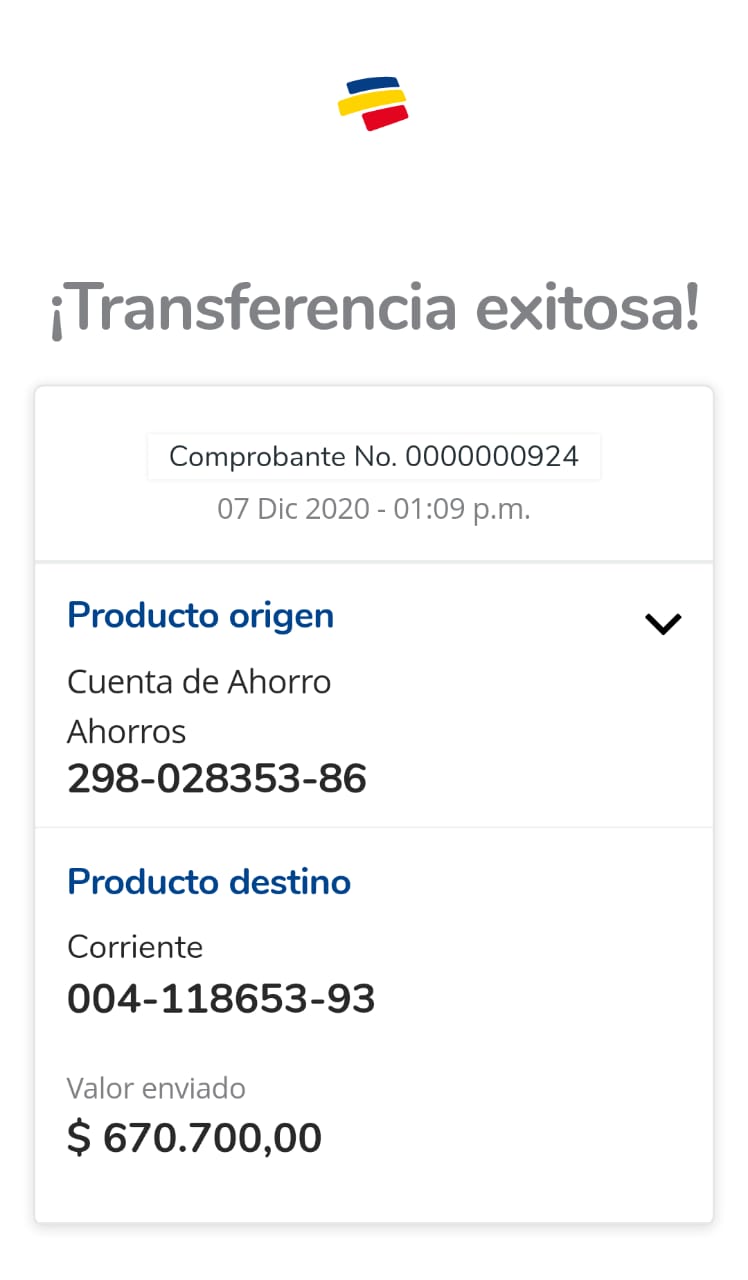 ¡Transferencia exitosa!
Comprobante No. 0000000924
07 Dic 2020 - 01:09 p.m.
Producto origen
Cuenta de Ahorro
Ahorros
298-028353-86
Producto destino
Corriente
004-118653-93
Valor enviado
$ 670.700,00